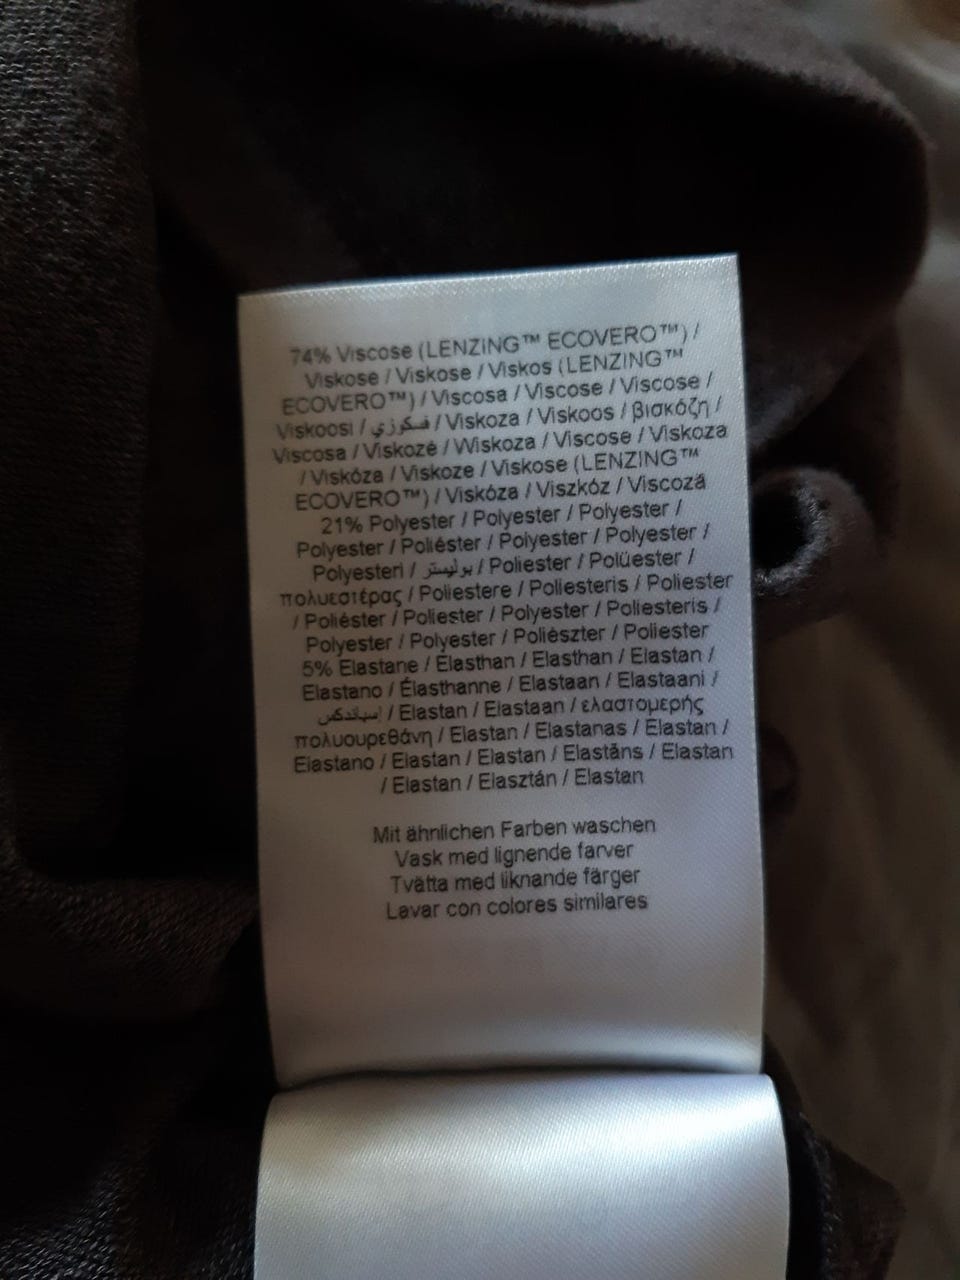 74% Viscose (LENZING™ ECOVERO™) /
Viskose / Viskose / Viskos (LENZING™
ECOVERO™) / Viscosa / Viscose / Viscose /
Viskoosi / فسكوزي / Viskoza / Viskoos / βισκόζη /
Viscosa / Viskozė / Wiskoza / Viscose / Viskoza
/ Viskóza / Viskoze / Viskose (LENZING™
ECOVERO™) / Viskóza / Viszkóz / Viscoză
21% Polyester / Polyester / Polyester /
Polyester / Poliéster / Polyester / Polyester /
Polyesteri / بوليستر / Poliester / Polüester /
πολυεστέρας / Poliestere / Poliesteris / Poliester
/ Poliéster / Poliester / Polyester / Poliesteris /
Polyester / Polyester / Poliészter / Poliester
5% Elastane / Elasthan / Elasthan / Elastan /
Elastano / Élasthanne / Elastaan / Elastaani /
إسباندكس / Elastan / Elastaan / ελαστομερής
πολυουρεθάνη / Elastan / Elastanas / Elastan /
Elastano / Elastan / Elastan / Elastāns / Elastan
/ Elastan / Elasztán / Elastan
Mit ähnlichen Farben waschen
Vask med lignende farver
Tvätta med liknande färger
Lavar con colores similares